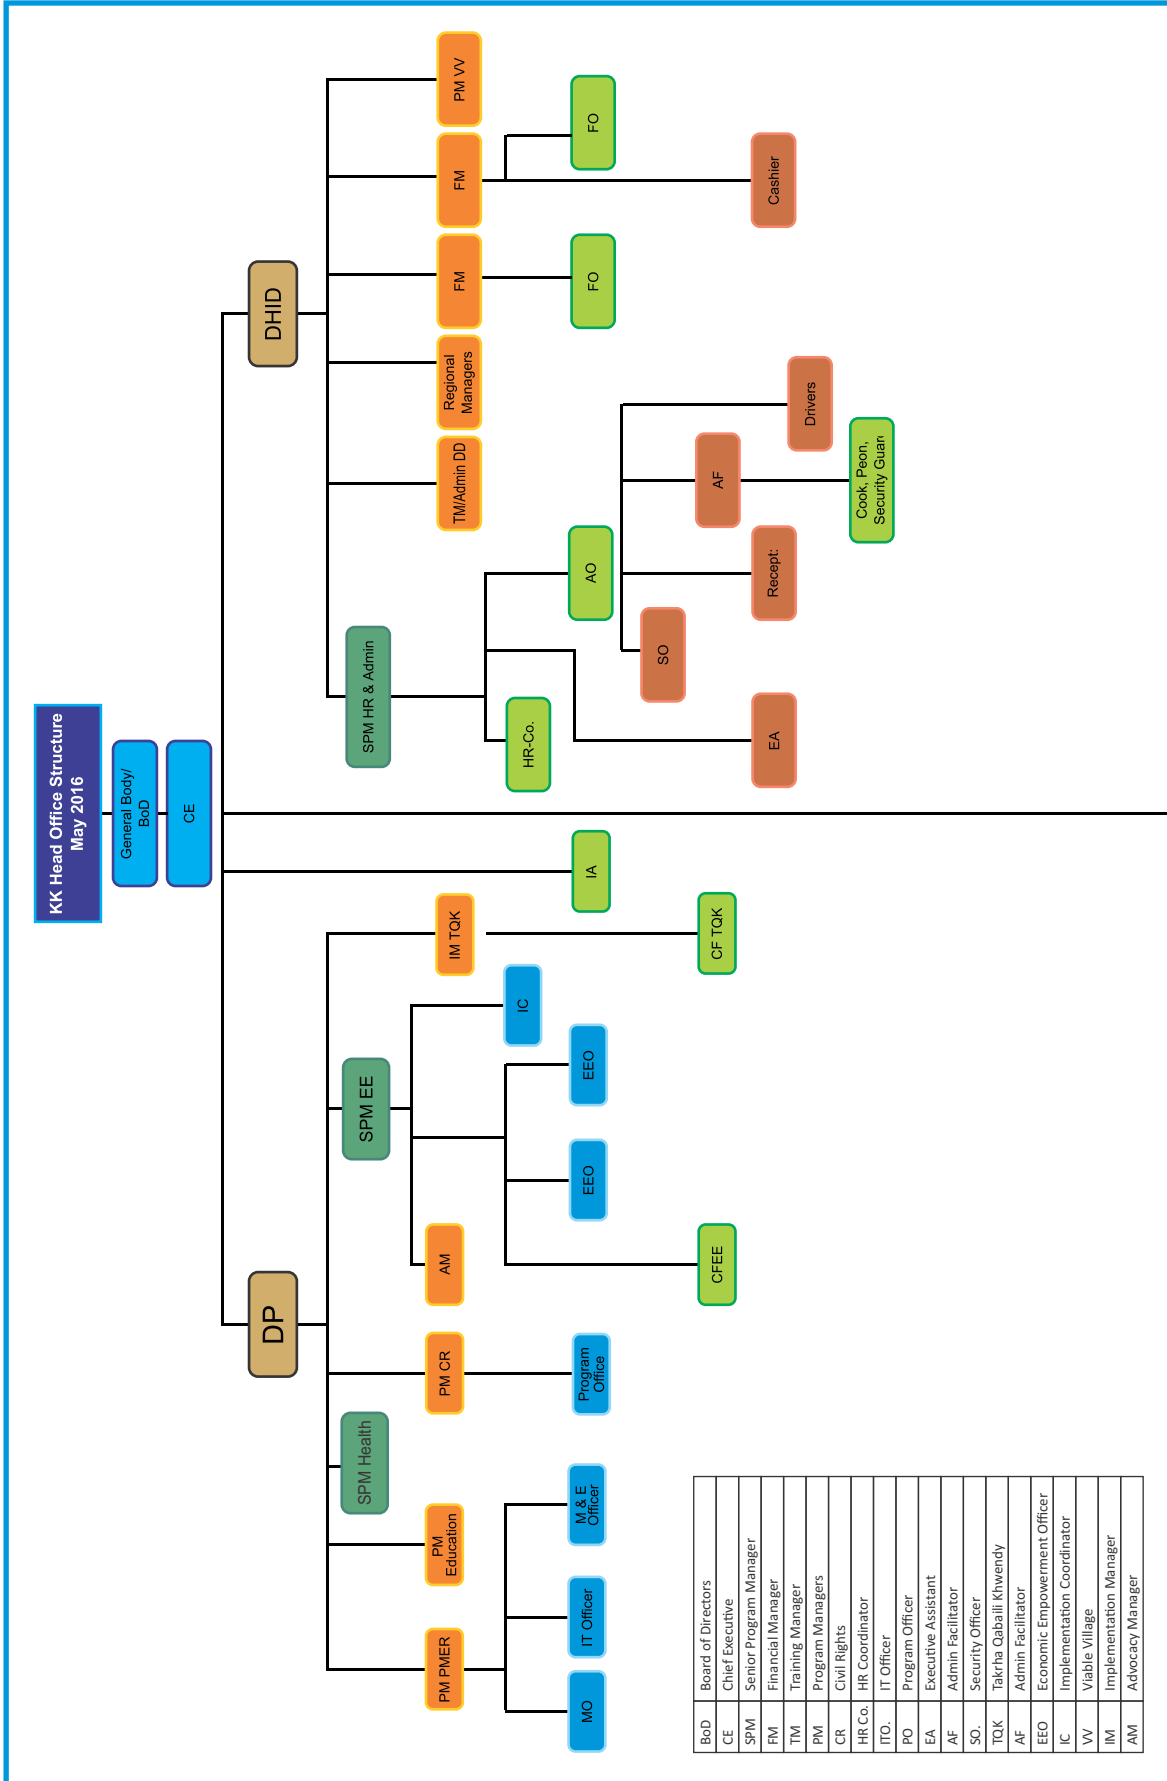 KK Head Office Structure
May 2016
General Body/
BoD
CE
DP
DHID
SPM Health
SPM EE
SPM HR & Admin
PM PMER
PM
Education
PM CR
AM
IM TQK
TM/Admin DD
Regional
Managers
FM
FM
PM VV
IC
HR-Co.
MO
IT Officer
M & E
Officer
Program
Office
EEO
EEO
IA
AO
FO
FO
SO
CFEE
CF TQK
AF
EA
Recept:
Cashier
Drivers
Cook, Peon,
Security Guar
BoD Board of Directors
CE Chief Executive
SPM Senior Program Manager
FM Financial Manager
TM Training Manager
PM Program Managers
CR Civil Rights
HR Co. HR Coordinator
ITO. IT Officer
PO Program Officer
EA Executive Assistant
AF Admin Facilitator
SO. Security Officer
TQK Takrha Qabaili Khwendy
AF Admin Facilitator
EEO Economic Empowerment Officer
IC Implementation Coordinator
VV Viable Village
IM Implementation Manager
AM Advocacy Manager